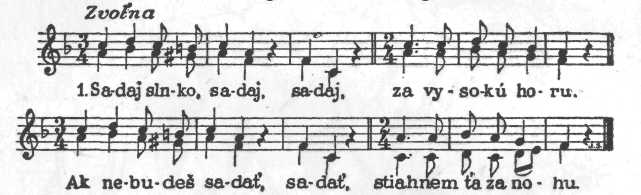 Zvoľna
1. Sa-daj sln-ko, sa-daj, sa-daj, za vy-so-kú ho-ru.
Ak ne-bu-deš sa-dať, sa-dať, stiahnem ťa za no-hu.